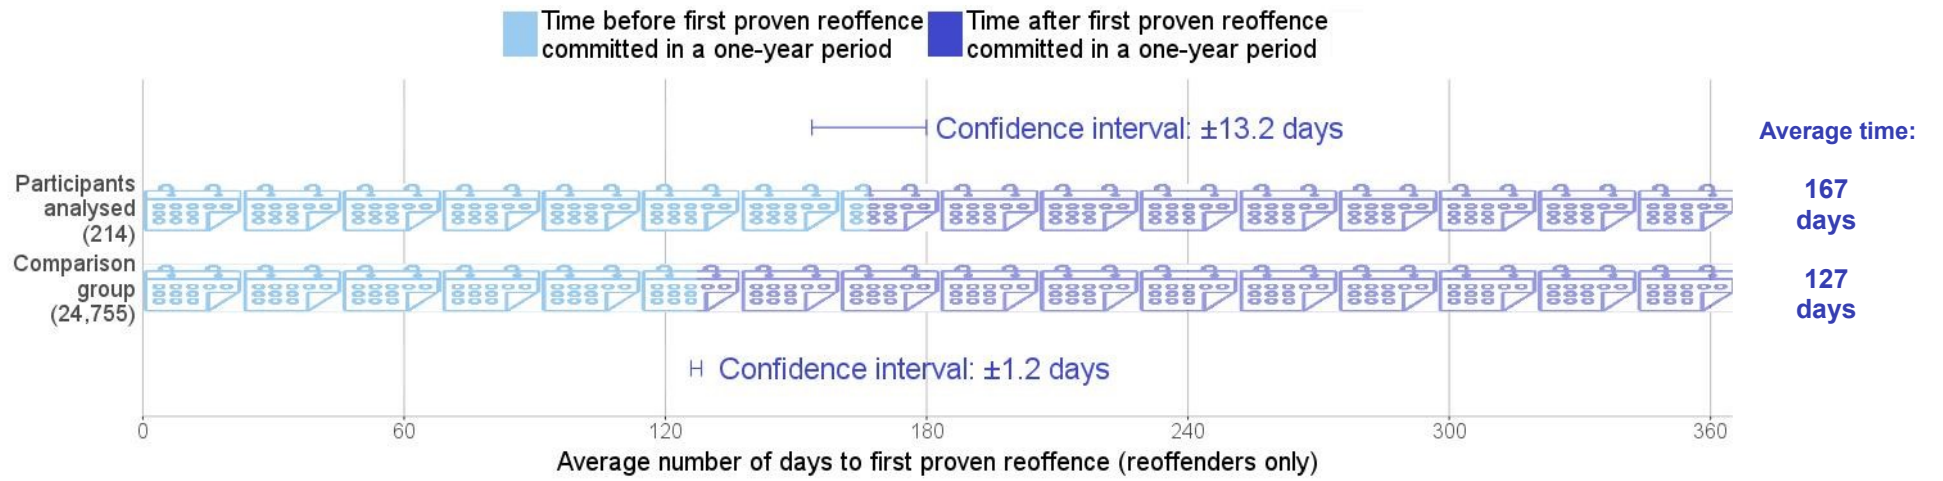 Time before first proven reoffence
committed in a one-year period
Time after first proven reoffence
committed in a one-year period
Confidence interval: ±13.2 days
Average time:
Participants
analysed
(214)
167
days
Comparison
group
(24,755)
127
days
Confidence interval: ±1.2 days
0 60 120 180 240 300 360
Average number of days to first proven reoffence (reoffenders only)